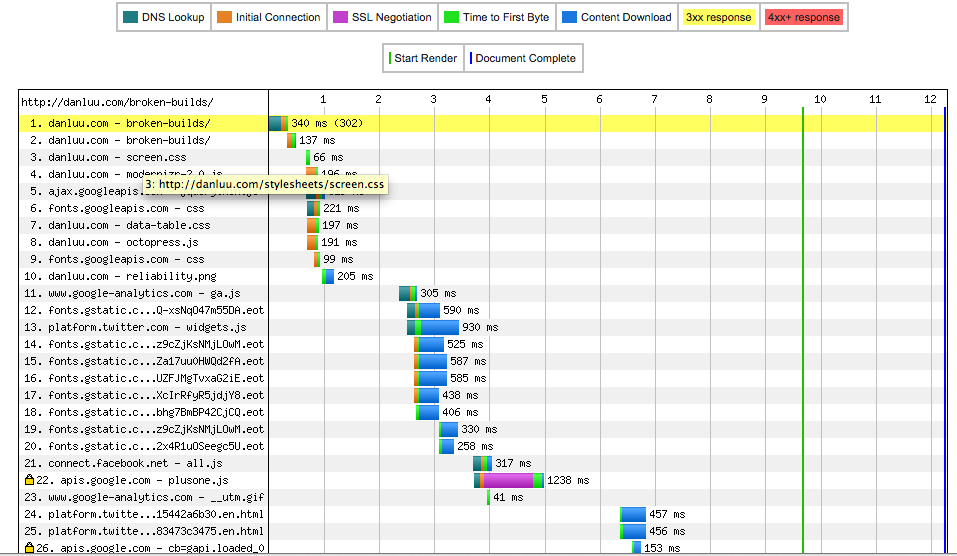 DNS Lookup Initial Connection SSL Negotiation Time to First Byte Content Download 3xx response 4xx+ response
Start Render Document Complete
http://danluu.com/broken-builds/ 1 2 3 4 5 6 7 8 9 10 11 12
1. danluu.com - broken-builds/ 340 ms (302)
2. danluu.com - broken-builds/ 137 ms
3. danluu.com - screen.css 66 ms
4. danluu.com - modernizr-2.0.js 196 ms
3: http://danluu.com/stylesheets/screen.css
5. ajax.googleapis.com
6. fonts.googleapis.com - css 221 ms
7. danluu.com - data-table.css 197 ms
8. danluu.com - octopress.js 191 ms
9. fonts.googleapis.com - css 99 ms
10. danluu.com - reliability.png 205 ms
11. www.google-analytics.com - ga.js 305 ms
12. fonts.gstatic.c...Q-xsNqO47m55DA.eot 590 ms
13. platform.twitter.com - widgets.js 930 ms
14. fonts.gstatic.c...z9cZjKsNMjLOwM.eot 525 ms
15. fonts.gstatic.c...Za17uuOHWQd2fA.eot 587 ms
16. fonts.gstatic.c...UZFJMgTvxaG2iE.eot 585 ms
17. fonts.gstatic.c...XcIrRfyR5jdjY8.eot 438 ms
18. fonts.gstatic.c...bhg7BmBP42CjCQ.eot 406 ms
19. fonts.gstatic.c...z9cZjKsNMjLOwM.eot 330 ms
20. fonts.gstatic.c...2x4R1uOSeegc5U.eot 258 ms
21. connect.facebook.net - all.js 317 ms
22. apis.google.com - plusone.js 1238 ms
23. www.google-analytics.com - __utm.gif 41 ms
24. platform.twitte...15442a6b30.en.html 457 ms
25. platform.twitte...83473c3475.en.html 456 ms
26. apis.google.com - cb=gapi.loaded_0 153 ms